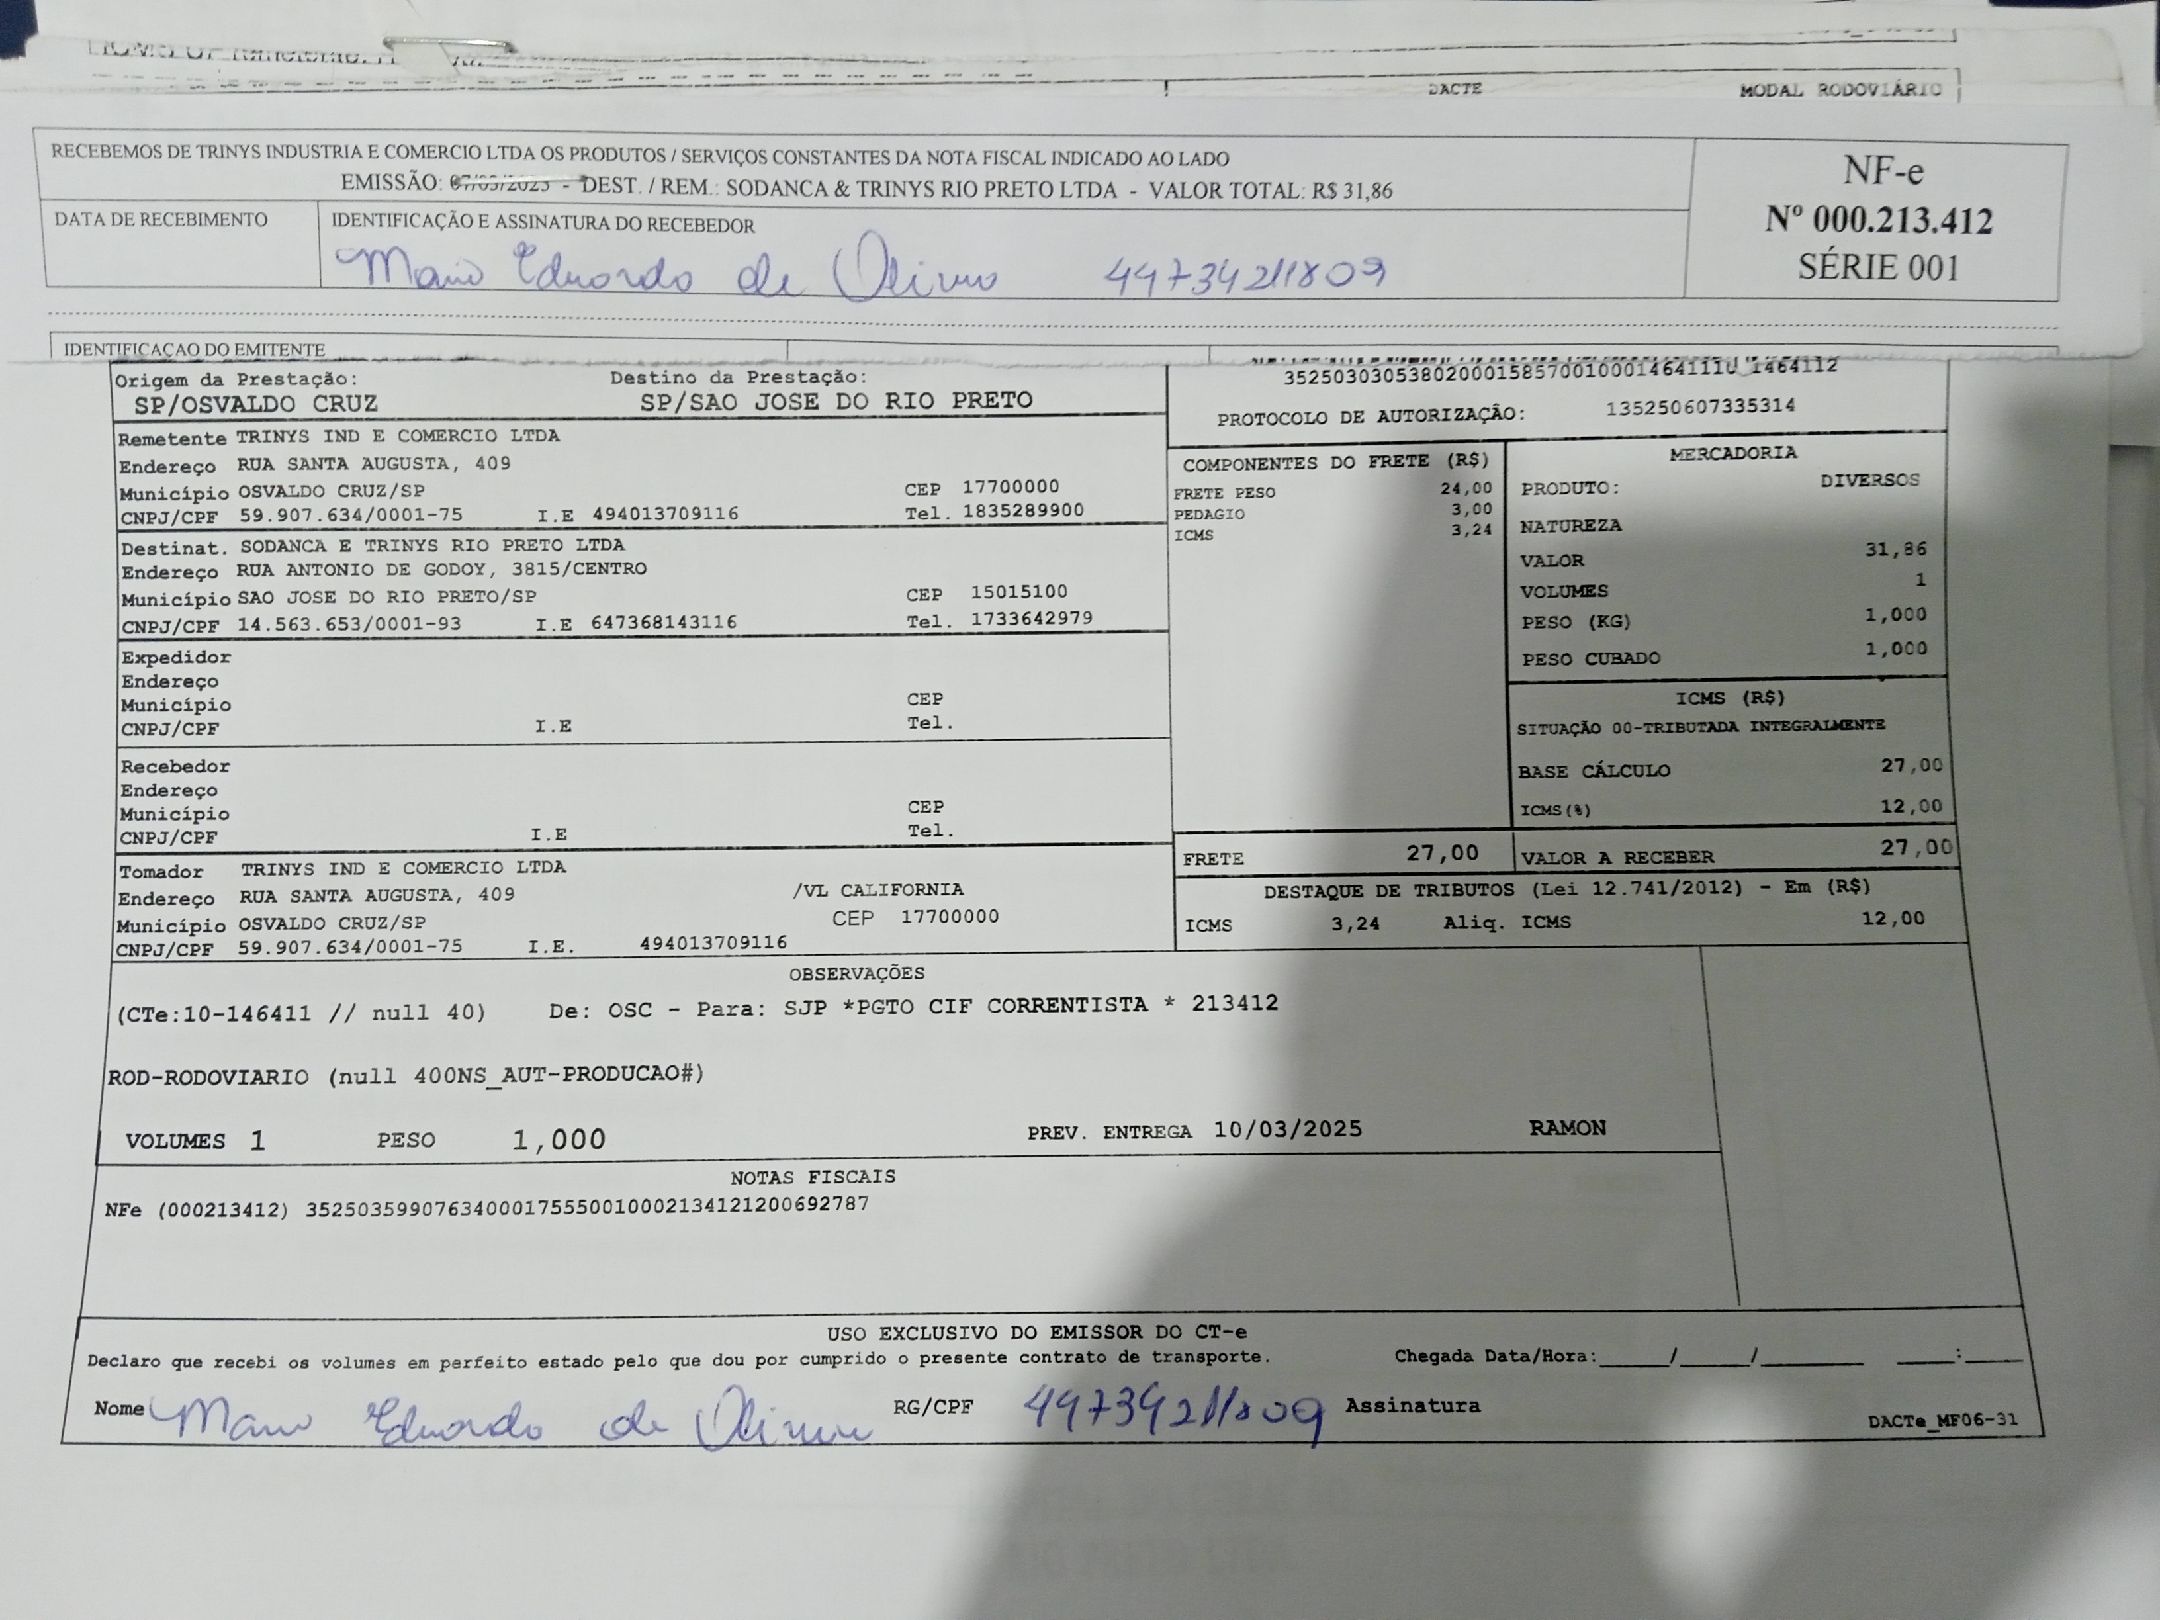 DACTE MODAL RODOVIÁRIO
RECEBEMOS DE TRINYS INDUSTRIA E COMERCIO LTDA OS PRODUTOS / SERVIÇOS CONSTANTES DA NOTA FISCAL INDICADO AO LADO
EMISSÃO: 07/03/2025 - DEST. / REM.: SODANCA & TRINYS RIO PRETO LTDA - VALOR TOTAL: R$ 31,86
NF-e
Nº 000.213.412
SÉRIE 001
DATA DE RECEBIMENTO
IDENTIFICAÇÃO E ASSINATURA DO RECEBEDOR
Eduardo de 44734211809
IDENTIFICAÇÃO DO EMITENTE
Origem da Prestação: Destino da Prestação:
SP/OSVALDO CRUZ SP/SAO JOSE DO RIO PRETO
PROTOCOLO DE AUTORIZAÇÃO: 135250607335314
Remetente TRINYS IND E COMERCIO LTDA
Endereço RUA SANTA AUGUSTA, 409
Município OSVALDO CRUZ/SP CEP 17700000
CNPJ/CPF 59.907.634/0001-75 I.E 494013709116 Tel. 1835289900
Destinat. SODANCA E TRINYS RIO PRETO LTDA
Endereço RUA ANTONIO DE GODOY, 3815/CENTRO
Município SAO JOSE DO RIO PRETO/SP CEP 15015100
CNPJ/CPF 14.563.653/0001-93 I.E 647368143116 Tel. 1733642979
Expedidor
Endereço
Município CEP
CNPJ/CPF I.E Tel.
Recebedor
Endereço
Município CEP
CNPJ/CPF I.E Tel.
Tomador TRINYS IND E COMERCIO LTDA
Endereço RUA SANTA AUGUSTA, 409 /VL CALIFORNIA
Município OSVALDO CRUZ/SP CEP 17700000
CNPJ/CPF 59.907.634/0001-75 I.E. 494013709116
COMPONENTES DO FRETE (R$)
FRETE PESO 24,00
PEDAGIO 3,00
ICMS 3,24
MERCADORIA
PRODUTO: DIVERSOS
NATUREZA
VALOR 31,86
VOLUMES 1
PESO (KG) 1,000
PESO CUBADO 1,000
ICMS (R$)
SITUAÇÃO 00-TRIBUTADA INTEGRALMENTE
BASE CÁLCULO 27,00
ICMS(%) 12,00
FRETE 27,00 VALOR A RECEBER 27,00
DESTAQUE DE TRIBUTOS (Lei 12.741/2012) - Em (R$)
ICMS 3,24 Aliq. ICMS 12,00
OBSERVAÇÕES
(CTe:10-146411 // null 40) De: OSC - Para: SJP *PGTO CIF CORRENTISTA * 213412
ROD-RODOVIARIO (null 400NS_AUT-PRODUCAO#)
VOLUMES 1 PESO 1,000 PREV. ENTREGA 10/03/2025 RAMON
NOTAS FISCAIS
NFe (000213412) 35250359907634000175550010002134121200692787
USO EXCLUSIVO DO EMISSOR DO CT-e
Declaro que recebi os volumes em perfeito estado pelo que dou por cumprido o presente contrato de transporte. Chegada Data/Hora:_____/_____/________ ____:_____
Nome Eduardo de RG/CPF 44734211809 Assinatura
DACTe_MF06-31